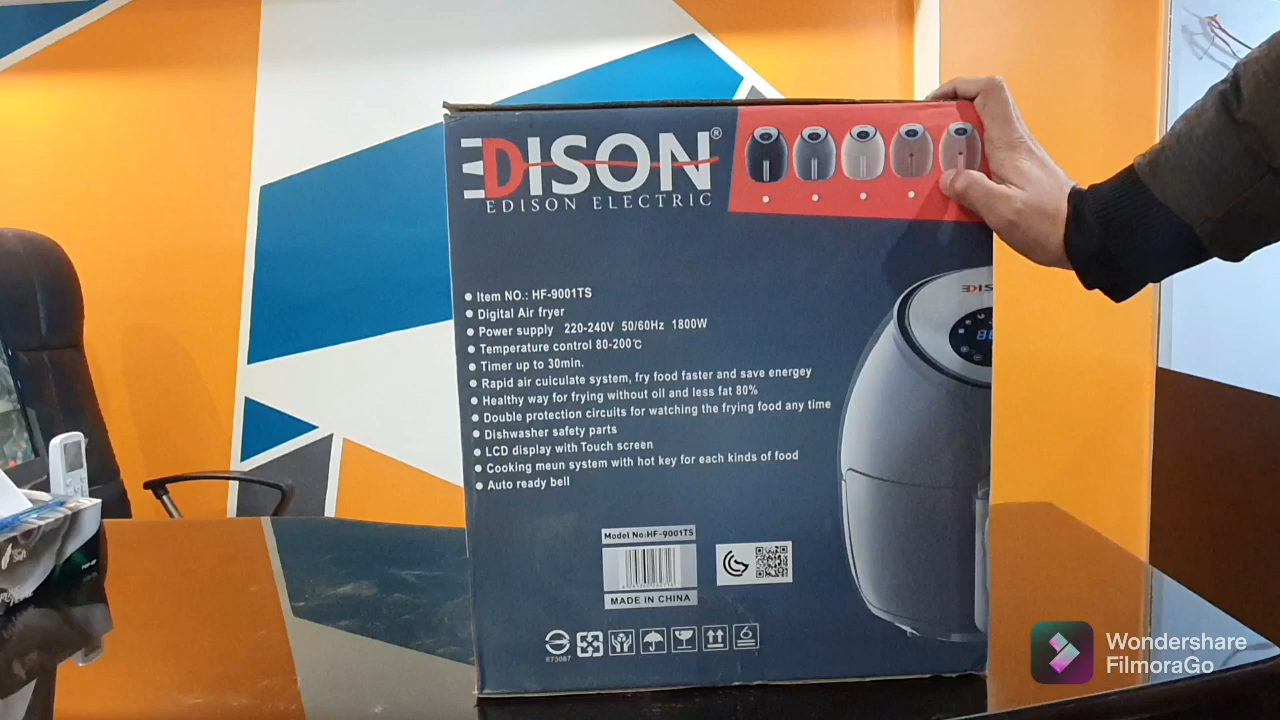 EDISON®
EDISON ELECTRIC
EDIS
Item NO.: HF-9001TS
Digital Air fryer
Power supply 220-240V 50/60Hz 1800W
Temperature control 80-200℃
Timer up to 30min.
Rapid air cuiculate system, fry food faster and save energey
Healthy way for frying without oil and less fat 80%
Double protection circuits for watching the frying food any time
Dishwasher safety parts
LCD display with Touch screen
Cooking meun system with hot key for each kinds of food
Auto ready bell
Model No:HF-9001TS
MADE IN CHINA
R73087
6
Wondershare
FilmoraGo